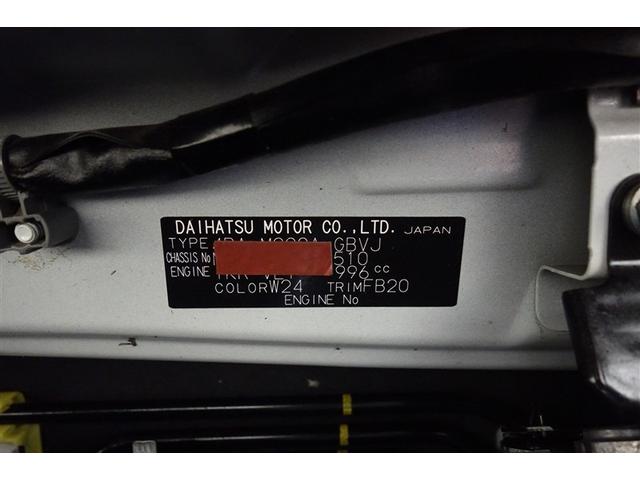 DAIHATSU MOTOR CO.,LTD. JAPAN
TYPE GBVJ
CHASSIS No 510
ENGINE 996cc
COLOR W24 TRIM FB20
ENGINE No